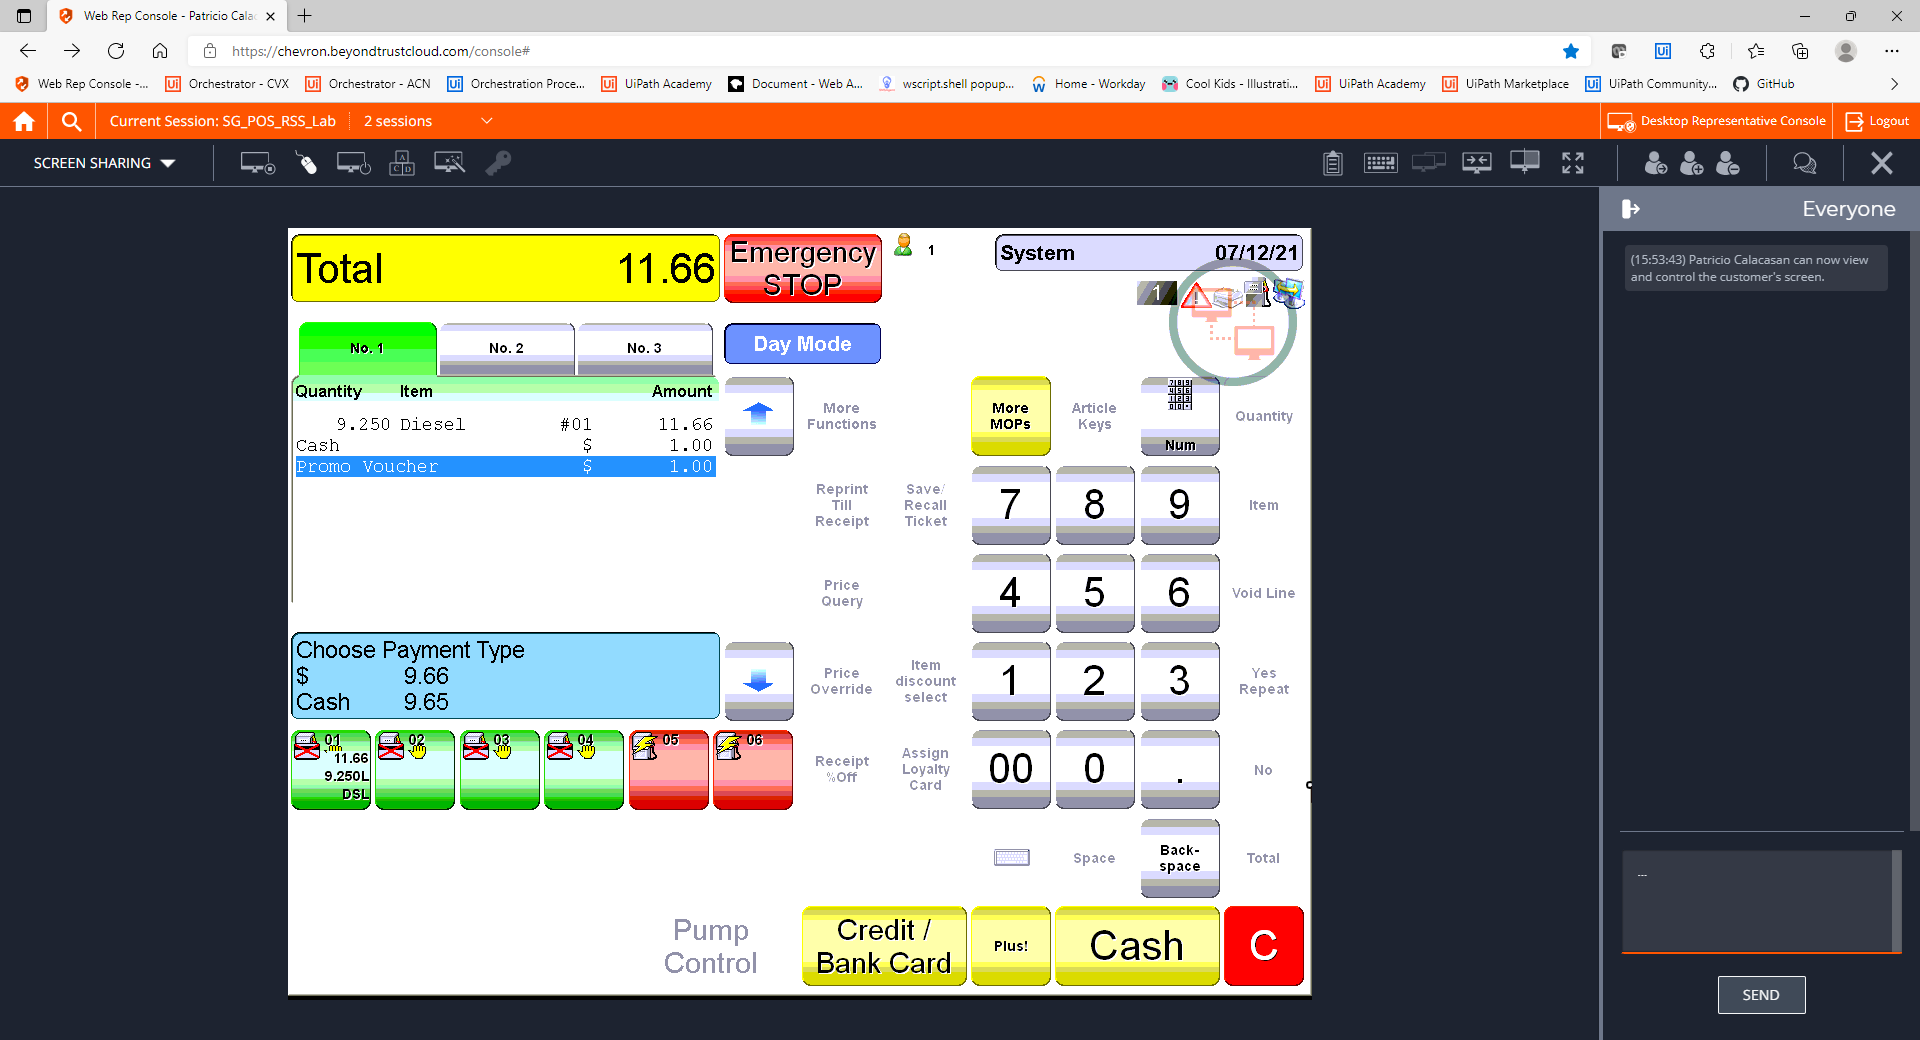 Web Rep Console - Patricio Cala
https://chevron.beyondtrustcloud.com/console#
Web Rep Console -...
Orchestrator - CVX
Orchestrator - ACN
Orchestration Proce...
UiPath Academy
Document - Web A...
wscript.shell popup...
Home - Workday
Cool Kids - Illustrati...
UiPath Academy
UiPath Marketplace
UiPath Community...
GitHub
Current Session: SG_POS_RSS_Lab
2 sessions
Desktop Representative Console
Logout
SCREEN SHARING
Everyone
(15:53:43) Patricio Calacasan can now view
and control the customer's screen.
Total 11.66
Emergency
STOP
1
System 07/12/21
1
No. 1
No. 2
No. 3
Day Mode
Quantity Item Amount
9.250 Diesel #01 11.66
Cash $ 1.00
Promo Voucher $ 1.00
More
Functions
More
MOPs
Article
Keys
Num
Quantity
Reprint
Till
Receipt
Save/
Recall
Ticket
7
8
9
Item
Price
Query
4
5
6
Void Line
Choose Payment Type
$ 9.66
Cash 9.65
Price
Override
Item
discount
select
1
2
3
Yes
Repeat
01
11.66
9.250L
DSL
02
03
04
05
06
Receipt
%Off
Assign
Loyalty
Card
00
0
.
No
Space
Back-
space
Total
Pump
Control
Credit /
Bank Card
Plus!
Cash
C
...
SEND